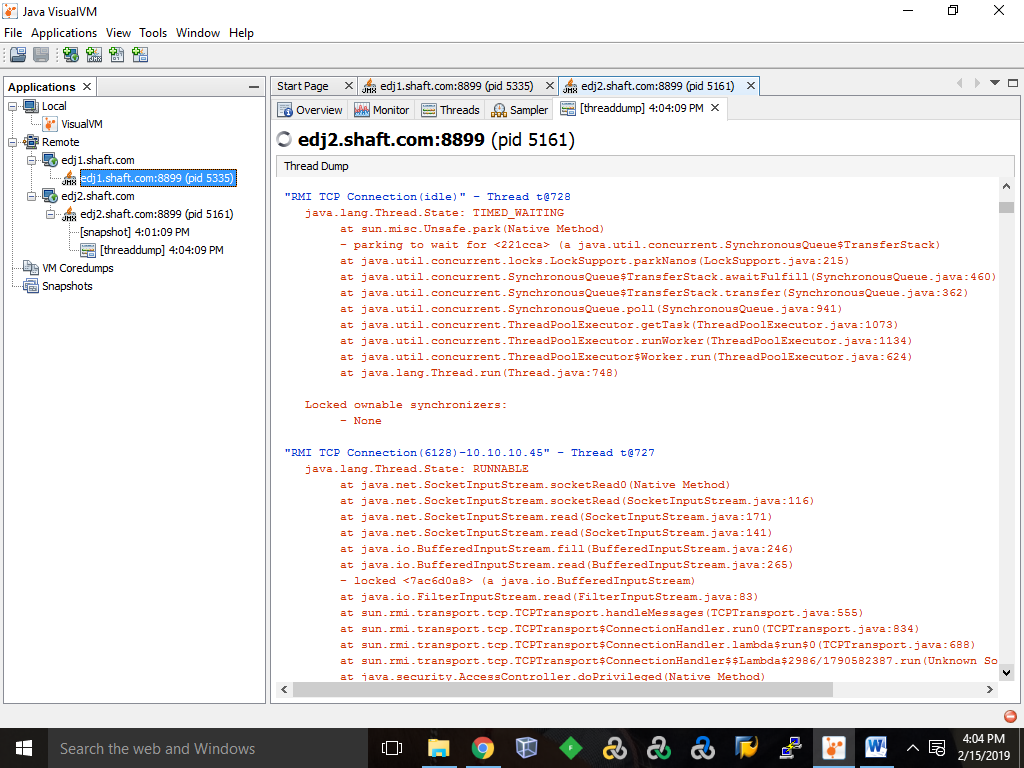 Java VisualVM
File Applications View Tools Window Help
Applications
Local
VisualVM
Remote
edj1.shaft.com
edj1.shaft.com:8899 (pid 5335)
edj2.shaft.com
edj2.shaft.com:8899 (pid 5161)
[snapshot] 4:01:09 PM
[threaddump] 4:04:09 PM
VM Coredumps
Snapshots
Start Page edj1.shaft.com:8899 (pid 5335) edj2.shaft.com:8899 (pid 5161)
Overview Monitor Threads Sampler [threaddump] 4:04:09 PM
edj2.shaft.com:8899 (pid 5161)
Thread Dump
"RMI TCP Connection(idle)" - Thread t@728
java.lang.Thread.State: TIMED_WAITING
at sun.misc.Unsafe.park(Native Method)
- parking to wait for <221cca> (a java.util.concurrent.SynchronousQueue$TransferStack)
at java.util.concurrent.locks.LockSupport.parkNanos(LockSupport.java:215)
at java.util.concurrent.SynchronousQueue$TransferStack.awaitFulfill(SynchronousQueue.java:460)
at java.util.concurrent.SynchronousQueue$TransferStack.transfer(SynchronousQueue.java:362)
at java.util.concurrent.SynchronousQueue.poll(SynchronousQueue.java:941)
at java.util.concurrent.ThreadPoolExecutor.getTask(ThreadPoolExecutor.java:1073)
at java.util.concurrent.ThreadPoolExecutor.runWorker(ThreadPoolExecutor.java:1134)
at java.util.concurrent.ThreadPoolExecutor$Worker.run(ThreadPoolExecutor.java:624)
at java.lang.Thread.run(Thread.java:748)
Locked ownable synchronizers:
- None
"RMI TCP Connection(6128)-10.10.10.45" - Thread t@727
java.lang.Thread.State: RUNNABLE
at java.net.SocketInputStream.socketRead0(Native Method)
at java.net.SocketInputStream.socketRead(SocketInputStream.java:116)
at java.net.SocketInputStream.read(SocketInputStream.java:171)
at java.net.SocketInputStream.read(SocketInputStream.java:141)
at java.io.BufferedInputStream.fill(BufferedInputStream.java:246)
at java.io.BufferedInputStream.read(BufferedInputStream.java:265)
- locked <7ac6d0a8> (a java.io.BufferedInputStream)
at java.io.FilterInputStream.read(FilterInputStream.java:83)
at sun.rmi.transport.tcp.TCPTransport.handleMessages(TCPTransport.java:555)
at sun.rmi.transport.tcp.TCPTransport$ConnectionHandler.run0(TCPTransport.java:834)
at sun.rmi.transport.tcp.TCPTransport$ConnectionHandler.lambda$run$0(TCPTransport.java:688)
at sun.rmi.transport.tcp.TCPTransport$ConnectionHandler$$Lambda$2986/1790582387.run(Unknown So
at java.security.AccessController.doPrivileged(Native Method)
Search the web and Windows
4:04 PM
2/15/2019